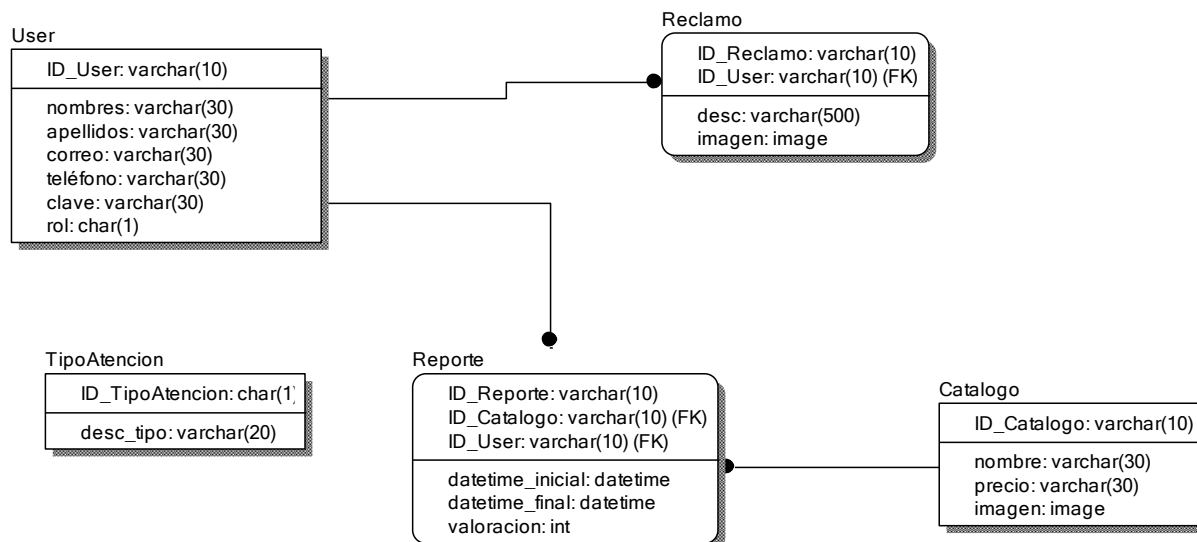 User
ID_User: varchar(10)
nombres: varchar(30)
apellidos: varchar(30)
correo: varchar(30)
teléfono: varchar(30)
clave: varchar(30)
rol: char(1)
Reclamo
ID_Reclamo: varchar(10)
ID_User: varchar(10) (FK)
desc: varchar(500)
imagen: image
TipoAtencion
ID_TipoAtencion: char(1)
desc_tipo: varchar(20)
Reporte
ID_Reporte: varchar(10)
ID_Catalogo: varchar(10) (FK)
ID_User: varchar(10) (FK)
datetime_inicial: datetime
datetime_final: datetime
valoracion: int
Catalogo
ID_Catalogo: varchar(10)
nombre: varchar(30)
precio: varchar(30)
imagen: image